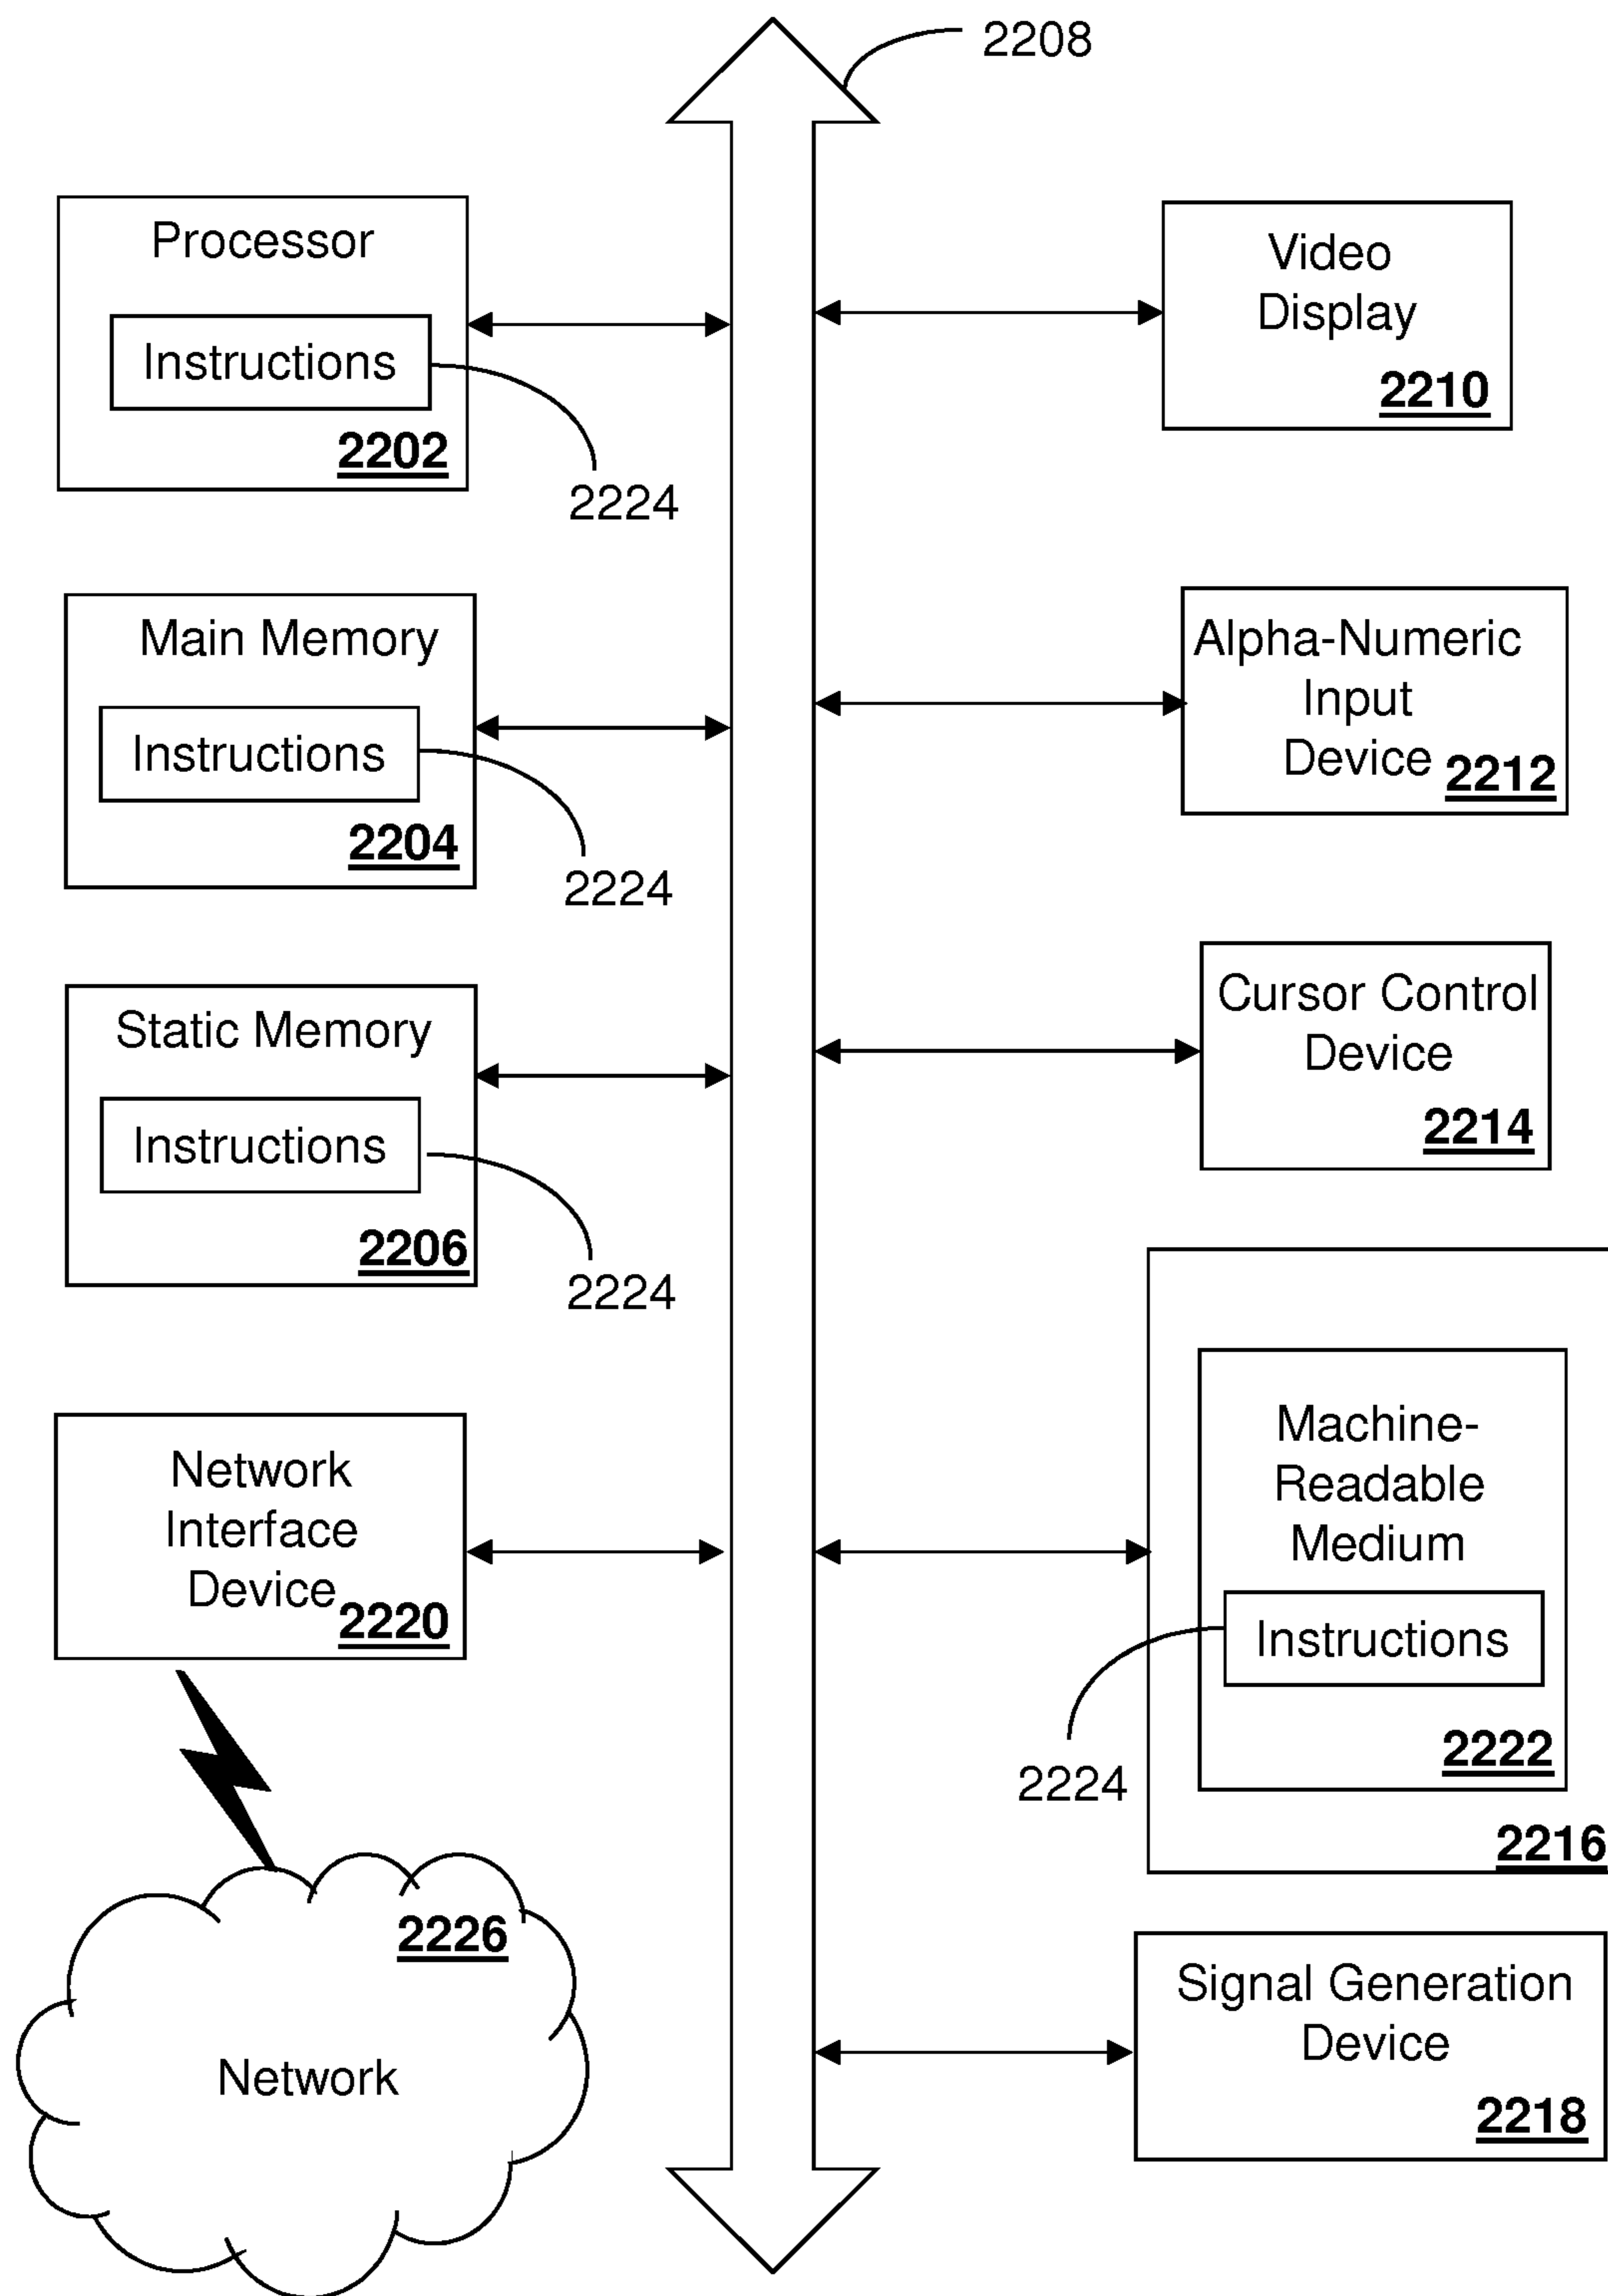 2208
Processor
Instructions
2202
2224
Main Memory
Instructions
2204
2224
Static Memory
Instructions
2206
2224
Network
Interface
Device
2220
2226
Network
Video
Display
2210
Alpha-Numeric
Input
Device
2212
Cursor Control
Device
2214
Machine-
Readable
Medium
Instructions
2222
2224
2216
Signal Generation
Device
2218